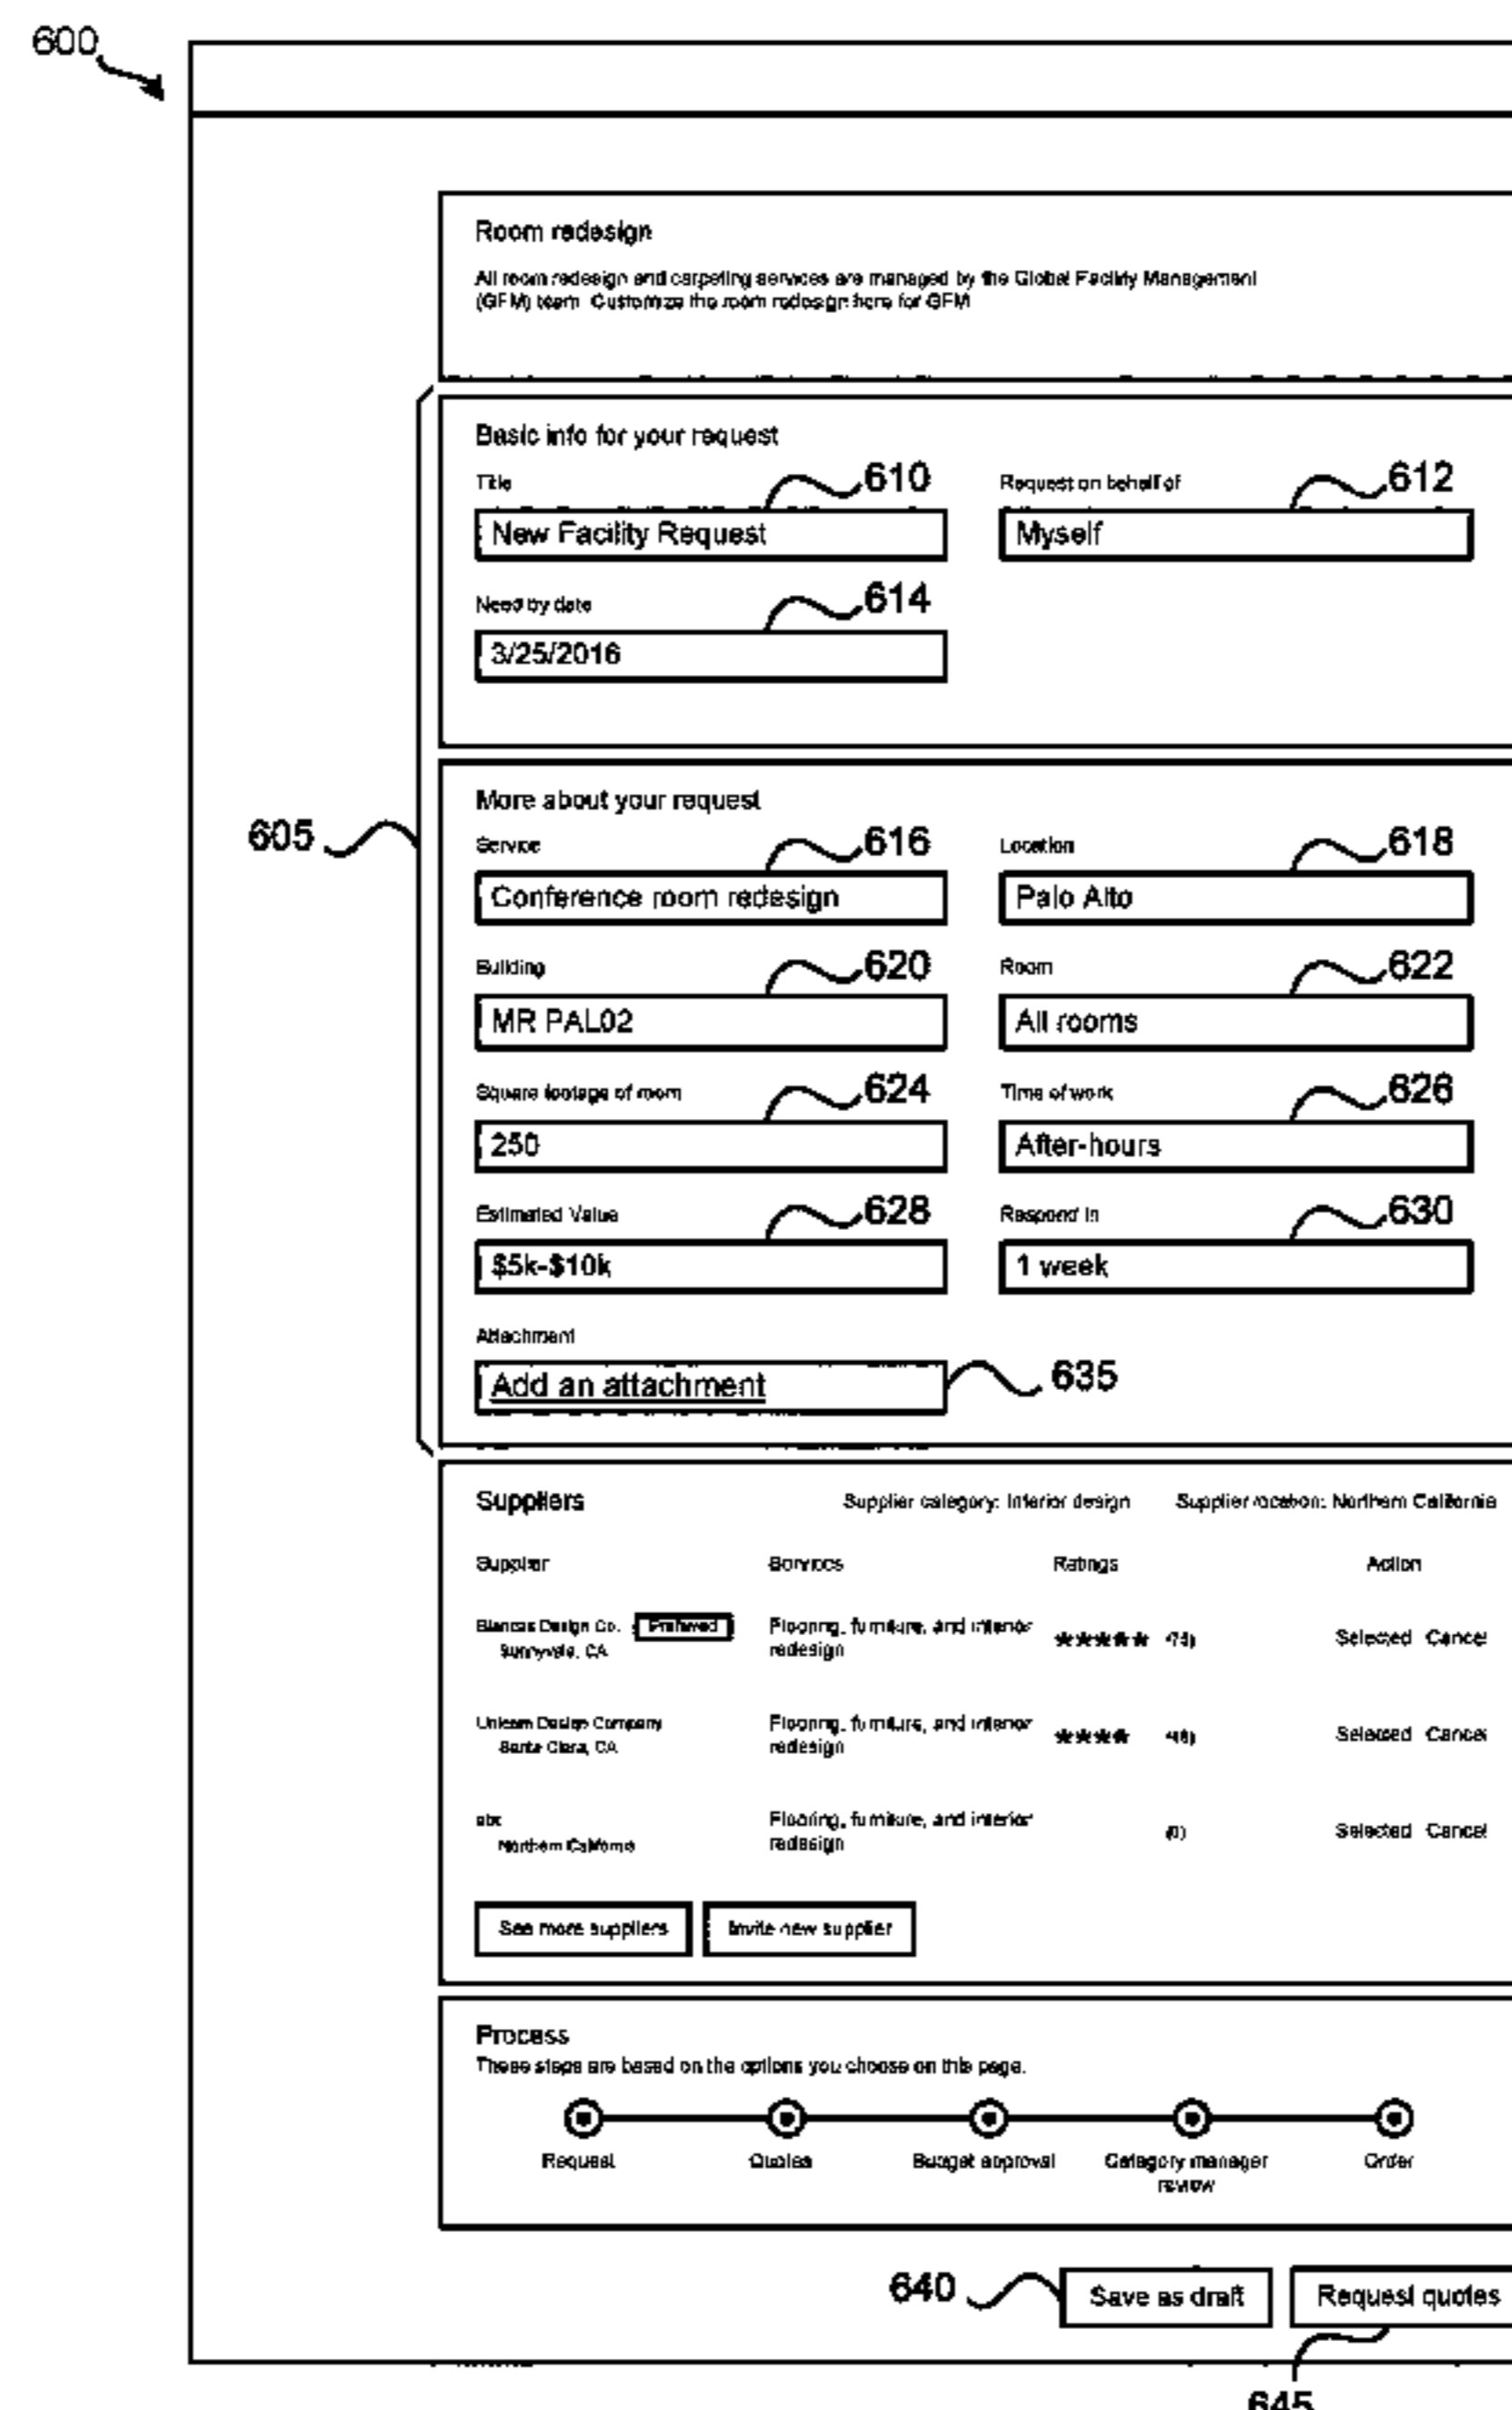 600
Room redesign
All room redesign and carpeting services are managed by the Global Facility Management
(GFM) team. Customize the room redesign here for GFM
Basic info for your request
Title 610 Request on behalf of 612
New Facility Request Myself
Need by date 614
3/25/2016
More about your request
605
Service 616 Location 618
Conference room redesign Palo Alto
Building 620 Room 622
MR PAL02 All rooms
Square footage of room 624 Time of work 626
250 After-hours
Estimated Value 628 Respond in 630
$5k-$10k 1 week
Attachment
Add an attachment 635
Suppliers Supplier category: Interior design Supplier location: Northern California
Supplier Services Ratings Action
Design Co. Preferred Flooring, furniture, and interior ★★★★★ Selected Cancel
Sunnyvale, CA redesign
Design Company Flooring, furniture, and interior ★★★★ Selected Cancel
Santa Clara, CA redesign
abc Flooring, furniture, and interior (0) Selected Cancel
Northern California redesign
See more suppliers Invite new supplier
Process
These steps are based on the options you choose on this page.
Request Quotes Budget approval Category manager Order
review
640 Save as draft Request quotes
645